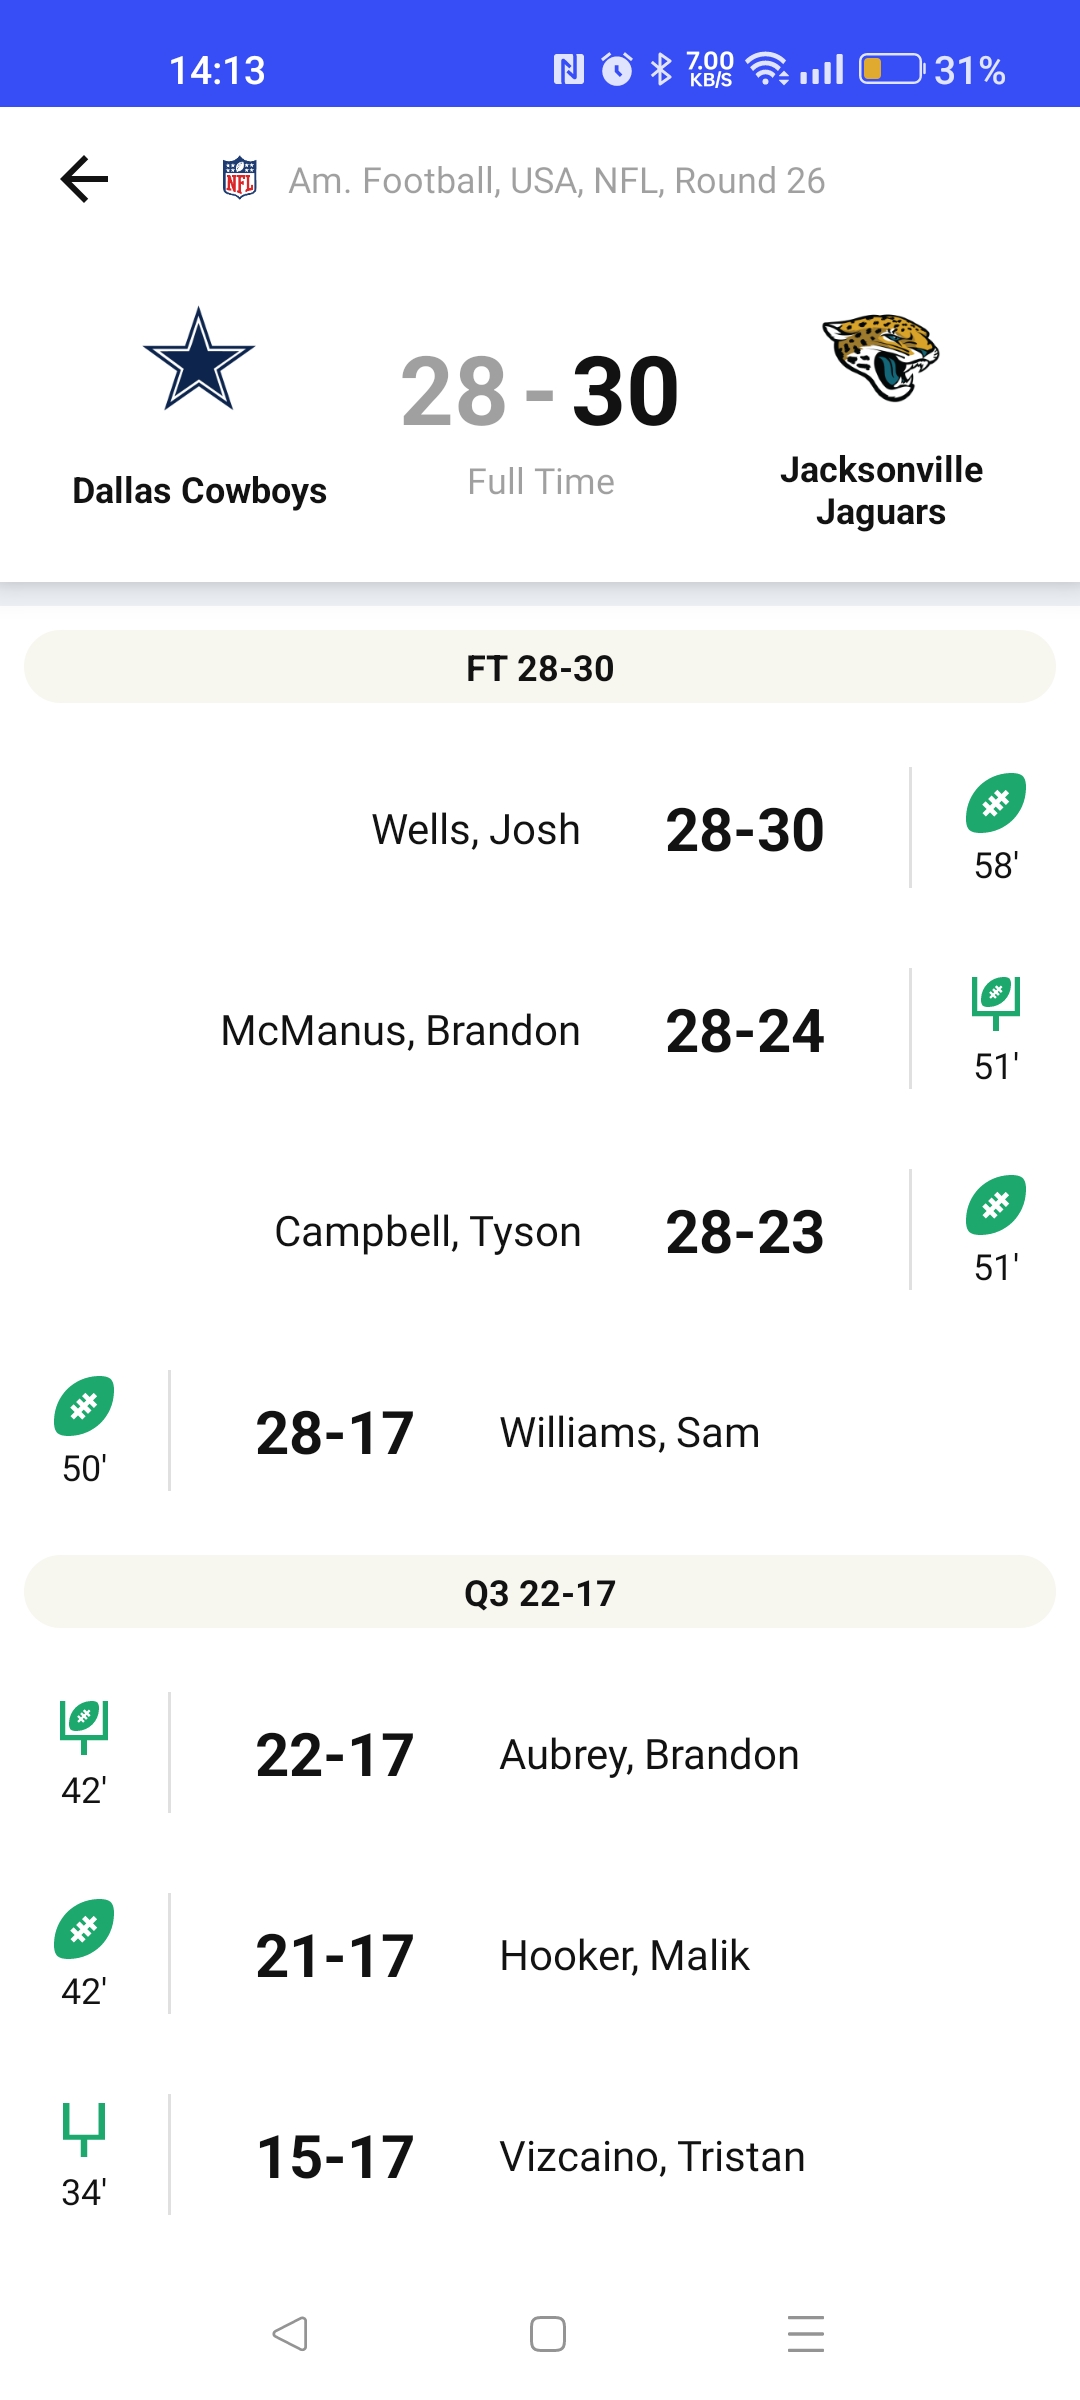 14:13
7.00
KB/S
31%
NFL
Am. Football, USA, NFL, Round 26
28 - 30
Full Time
Dallas Cowboys
Jacksonville
Jaguars
FT 28-30
Wells, Josh 28-30 58'
McManus, Brandon 28-24 51'
Campbell, Tyson 28-23 51'
50' 28-17 Williams, Sam
Q3 22-17
42' 22-17 Aubrey, Brandon
42' 21-17 Hooker, Malik
34' 15-17 Vizcaino, Tristan